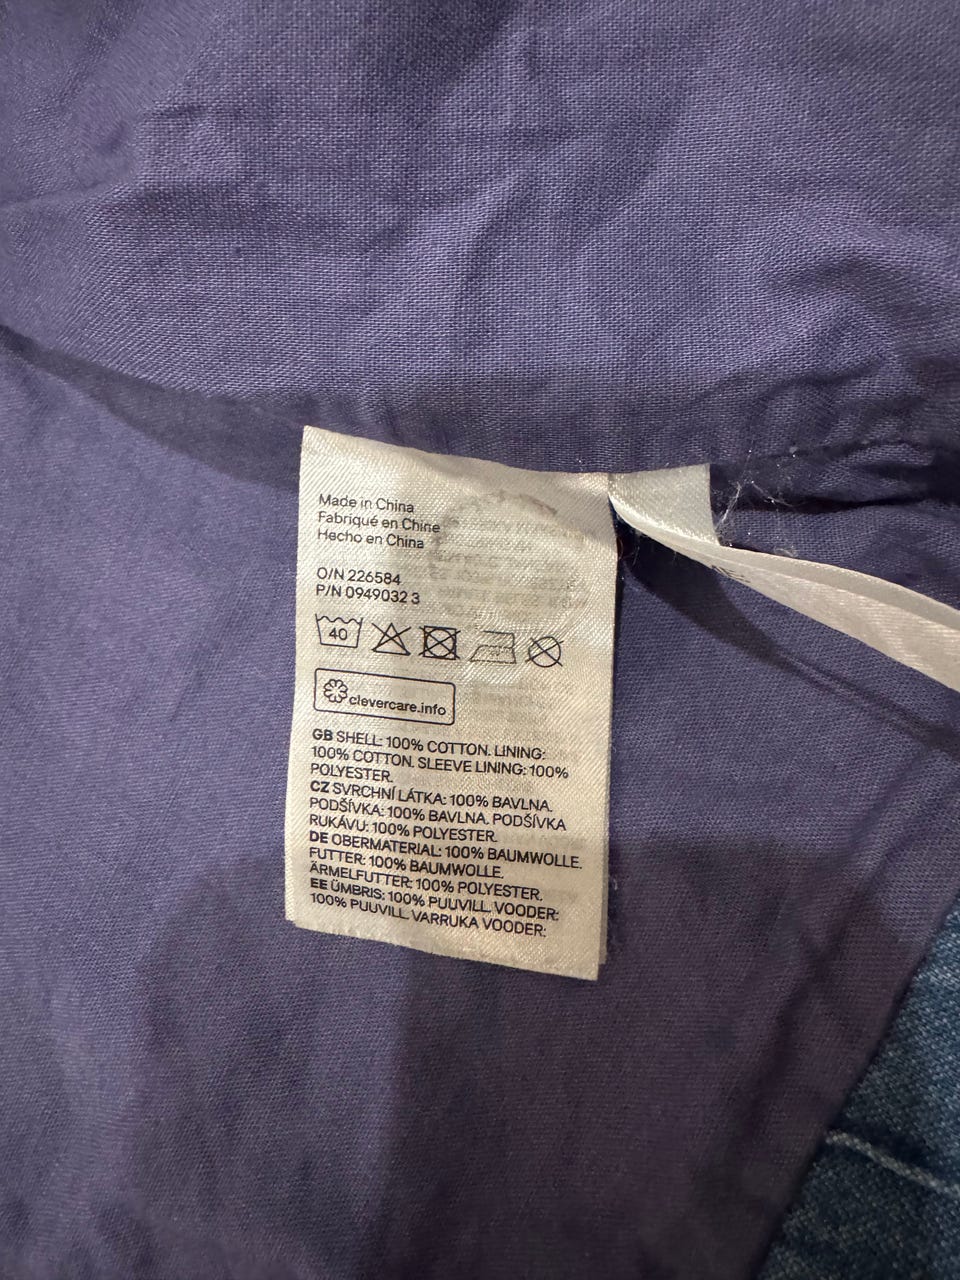 Made in China
Fabriqué en Chine
Hecho en China
O/N 226584
P/N 0949032 3
40
clevercare.info
GB SHELL: 100% COTTON. LINING:
100% COTTON. SLEEVE LINING: 100%
POLYESTER.
CZ SVRCHNÍ LÁTKA: 100% BAVLNA.
PODŠÍVKA: 100% BAVLNA. PODŠÍVKA
RUKÁVU: 100% POLYESTER.
DE OBERMATERIAL: 100% BAUMWOLLE.
FUTTER: 100% BAUMWOLLE.
ÄRMELFUTTER: 100% POLYESTER.
EE ÜMBRIS: 100% PUUVILL. VOODER:
100% PUUVILL. VARRUKA VOODER: